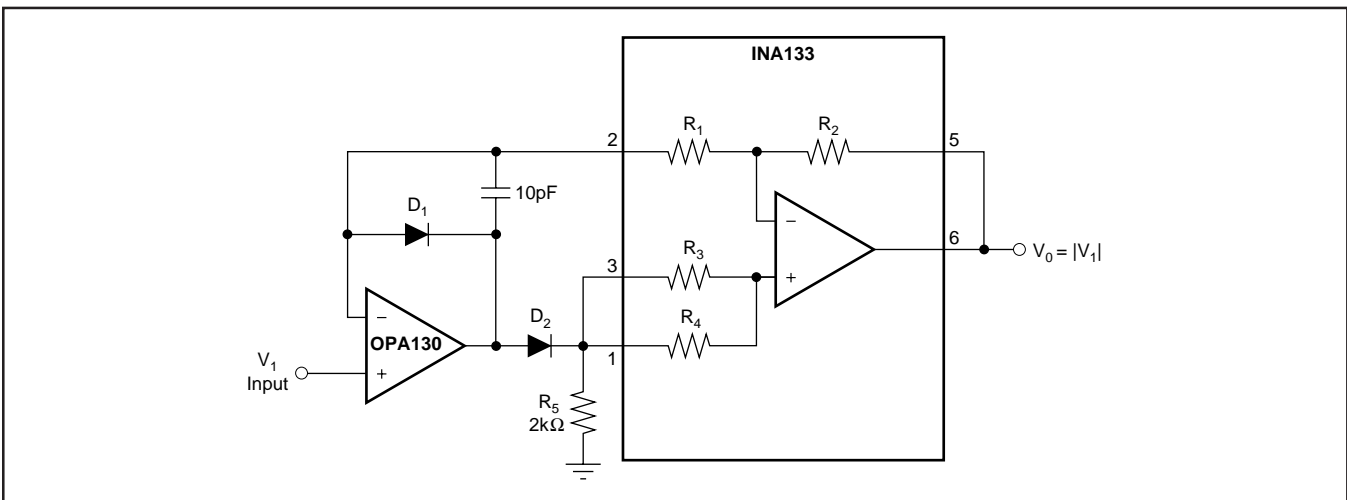 INA133
R1
R2
2
5
10pF
D1
R3
3
6
V0 = |V1|
D2
R4
OPA130
1
V1
Input
R5
2kΩ
−
+
−
+